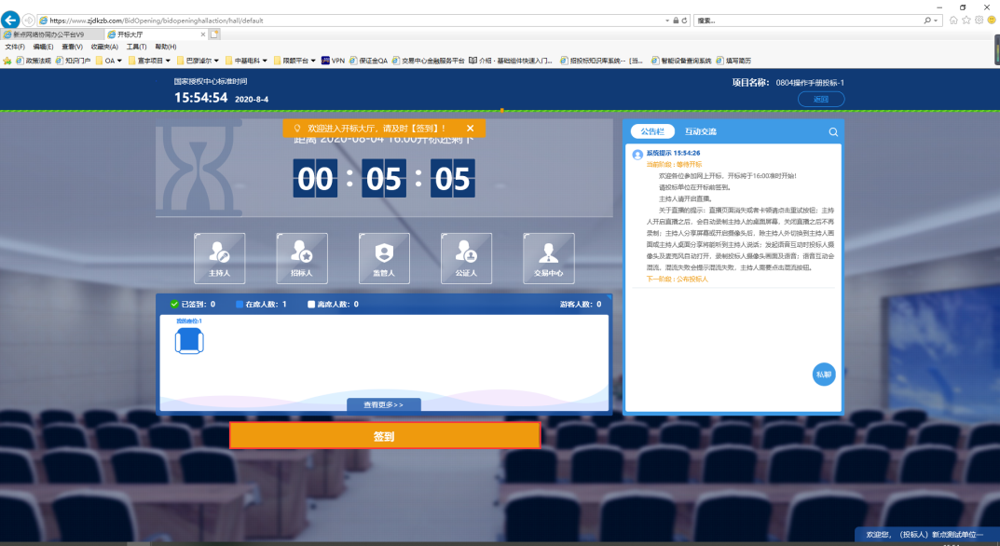 https://www.zjdkzb.com/BidOpening/bidopeninghallaction/hall/default
搜索...
新点网络协同办公平台V9
开标大厅
文件(F) 编辑(E) 查看(V) 收藏夹(A) 工具(T) 帮助(H)
政策法规 知识门户 OA 宣宇项目 巴彦淖尔 中基电科 限额平台 VPN 保证金QA 交易中心金融服务平台 介绍 · 基础组件快速入门... 招投标知识库系统-- [当... 智能设备查询系统 填写简历
国家授权中心标准时间
15:54:54 2020-8-4
项目名称： 0804操作手册投标-1
返回
欢迎进入开标大厅，请及时【签到】！
距离 2020-08-04 16:00开标还剩下
00 : 05 : 05
主持人 招标人 监管人 公证人 交易中心
已签到：0 在席人数：1 离席人数：0 游客人数：0
我的座位:1
查看更多>>
签到
公告栏 互动交流
系统提示 15:54:26
当前阶段 : 等待开标
欢迎各位参加网上开标，开标将于16:00准时开始!
请投标单位在开标前签到。
主持人请开启直播。
关于直播的提示：直播页面消失或者卡顿请点击重试按钮；主持
人开启直播之后，会自动录制主持人的桌面屏幕，关闭直播之后不再
录制；主持人分享屏幕或开启摄像头后，除主持人外切换到主持人画
面或主持人桌面分享将能听到主持人说话；发起语音互动时投标人摄
像头及麦克风自动打开，录制投标人摄像头画面及语音；语音互动会
混流，混流失败会提示混流失败，主持人需要点击混流按钮。
下一阶段 : 公布投标人
私聊
欢迎您，（投标人）新点测试单位一